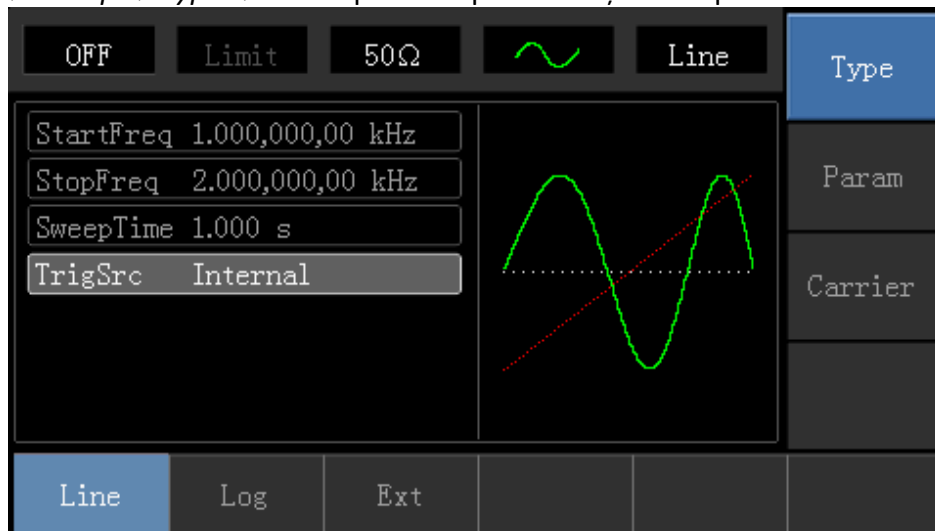 OFF Limit 50Ω Line
Type
StartFreq 1.000,000,00 kHz
StopFreq 2.000,000,00 kHz
SweepTime 1.000 s
TrigSrc Internal
Param
Carrier
Line Log Ext